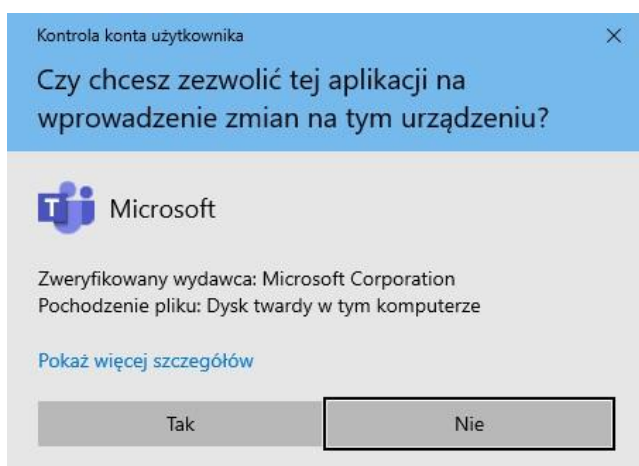 Kontrola konta użytkownika
Czy chcesz zezwolić tej aplikacji na
wprowadzenie zmian na tym urządzeniu?
T Microsoft
Zweryfikowany wydawca: Microsoft Corporation
Pochodzenie pliku: Dysk twardy w tym komputerze
Pokaż więcej szczegółów
Tak Nie